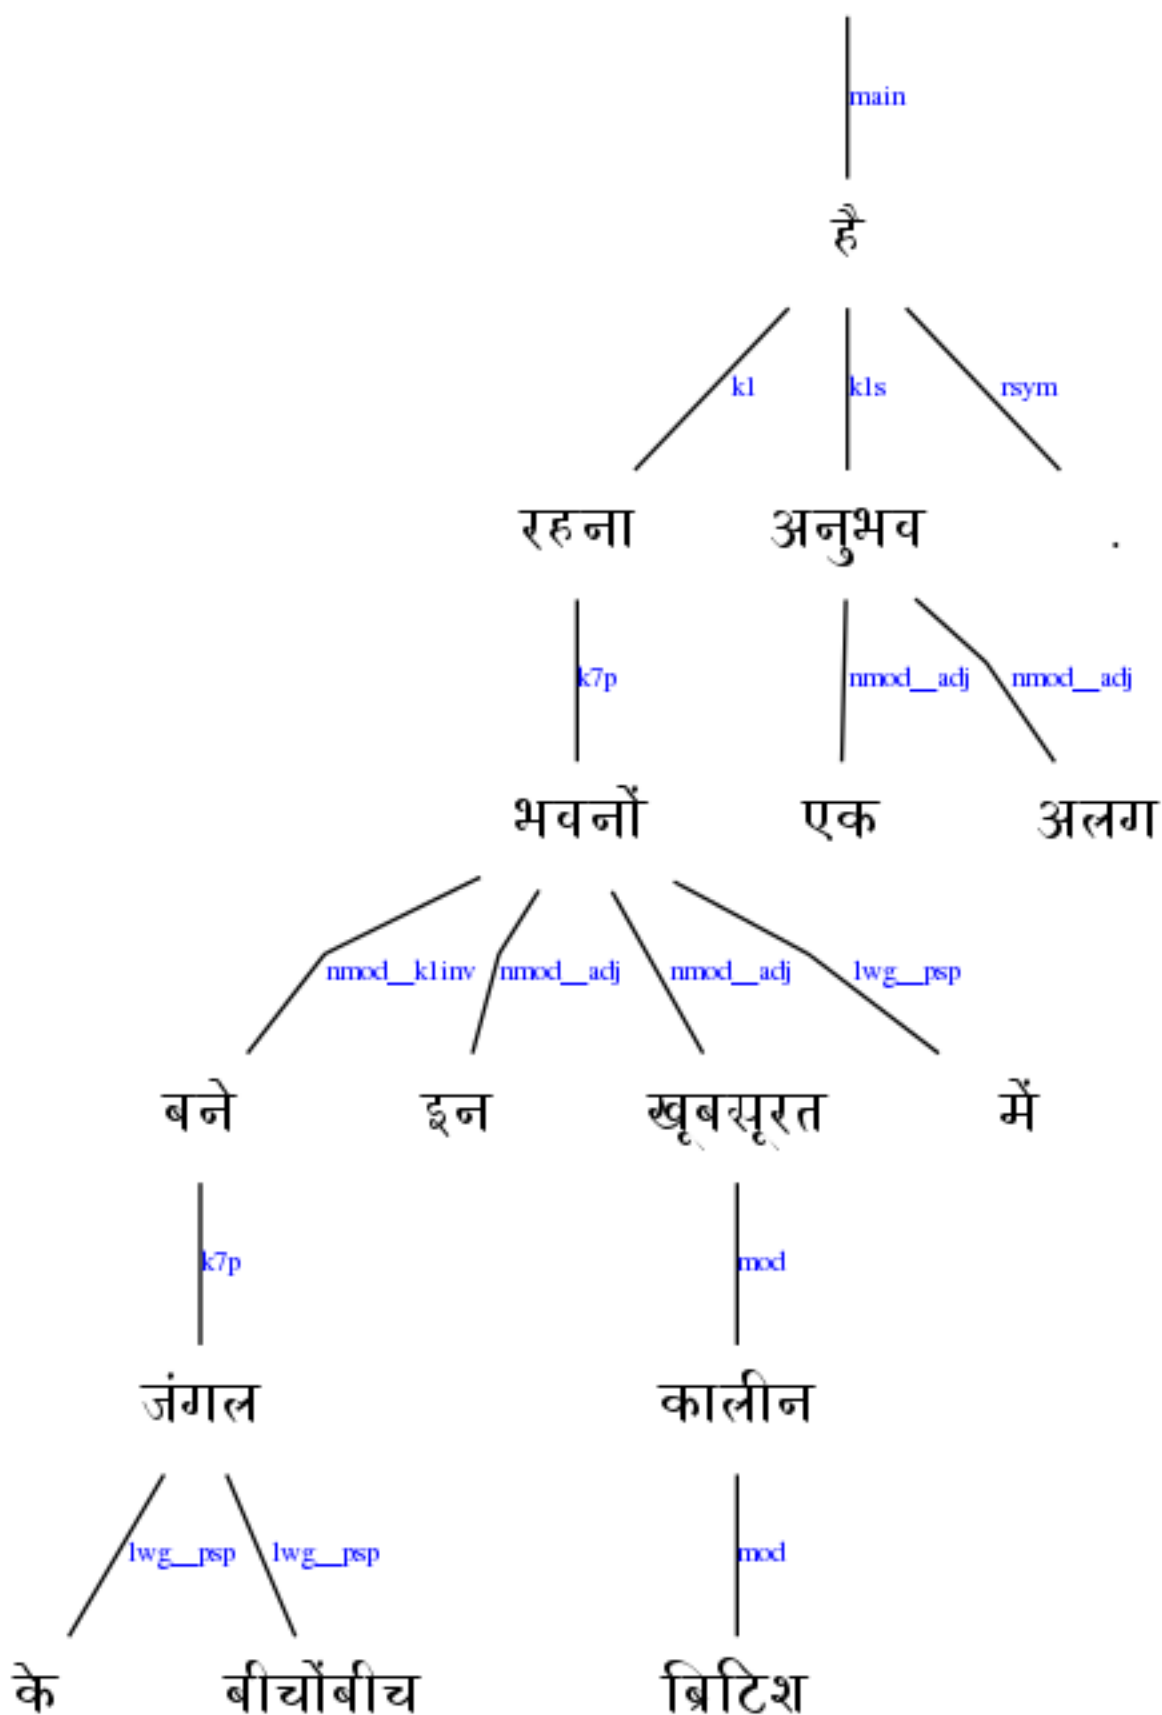 main
है
k1 k1s rsym
रहना अनुभव .
k7p nmod__adj nmod__adj
भवनों एक अलग
nmod__k1inv nmod__adj nmod__adj lwg__psp
बने इन खूबसूरत में
k7p mod
जंगल कालीन
lwg__psp lwg__psp mod
के बीचोंबीच ब्रिटिश